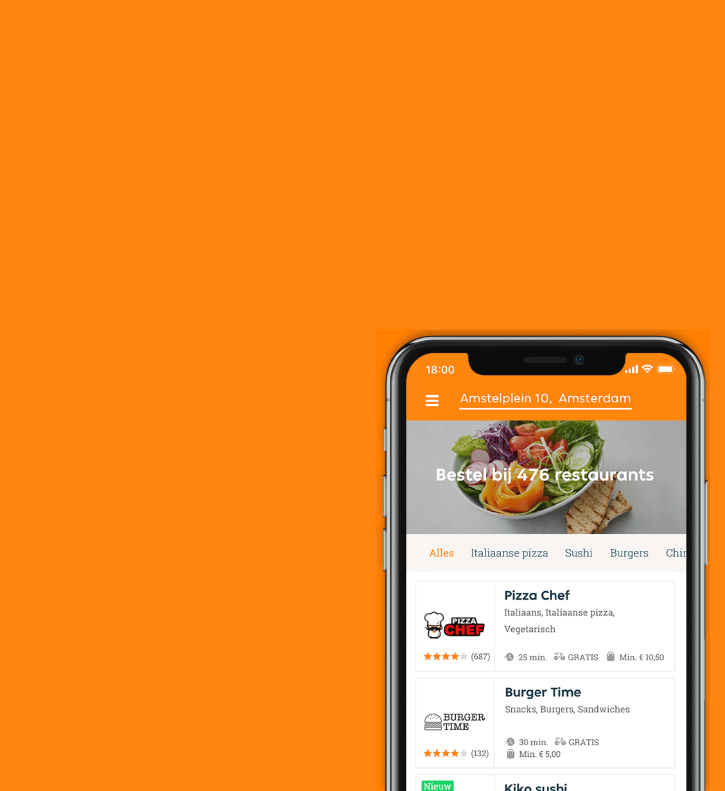 18:00
Amstelplein 10, Amsterdam
Bestel bij 476 restaurants
Alles Italiaanse pizza Sushi Burgers Chin
Pizza Chef
Italiaans, Italiaanse pizza,
Vegetarisch
PIZZA
CHEF
(687) 25 min. GRATIS Min. € 10,50
Burger Time
Snacks, Burgers, Sandwiches
BURGER
TIME
(132) 30 min. GRATIS
Min. € 5,00
Nieuw
Kiko sushi